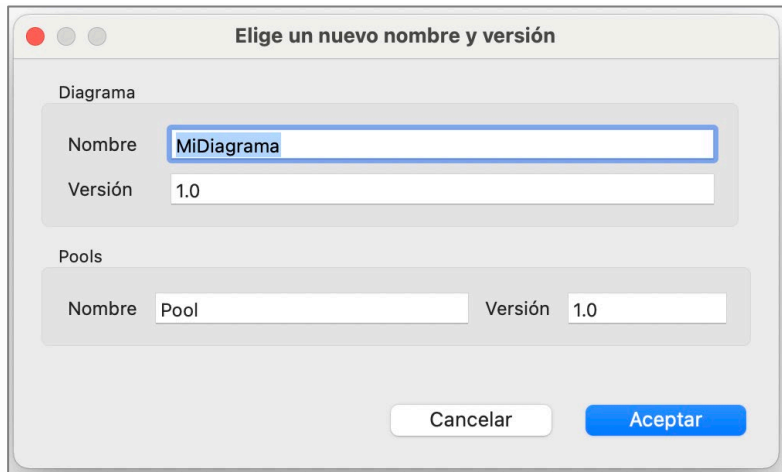 Elige un nuevo nombre y versión
Diagrama
Nombre MiDiagrama
Versión 1.0
Pools
Nombre Pool Versión 1.0
Cancelar Aceptar